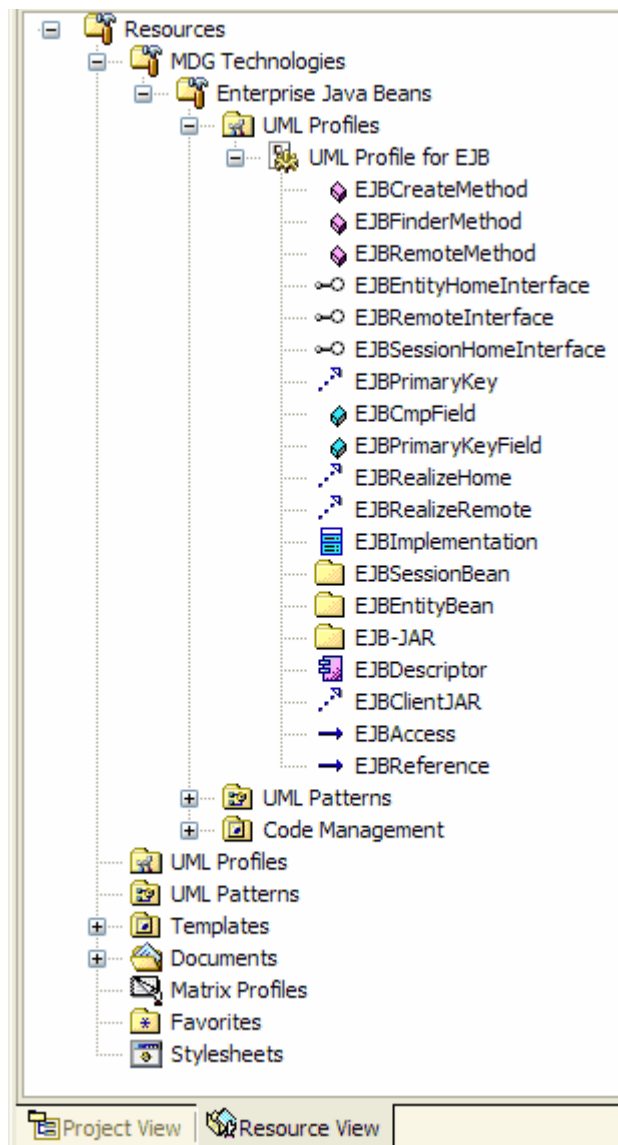 Resources
MDG Technologies
Enterprise Java Beans
UML Profiles
UML Profile for EJB
EJBCreateMethod
EJBFinderMethod
EJBRemoteMethod
EJBEntityHomeInterface
EJBRemoteInterface
EJBSessionHomeInterface
EJBPrimaryKey
EJBCmpField
EJBPrimaryKeyField
EJBRealizeHome
EJBRealizeRemote
EJBImplementation
EJBSessionBean
EJBEntityBean
EJB-JAR
EJBDescriptor
EJBClientJAR
EJBAccess
EJBReference
UML Patterns
Code Management
UML Profiles
UML Patterns
Templates
Documents
Matrix Profiles
Favorites
Stylesheets
Project View Resource View